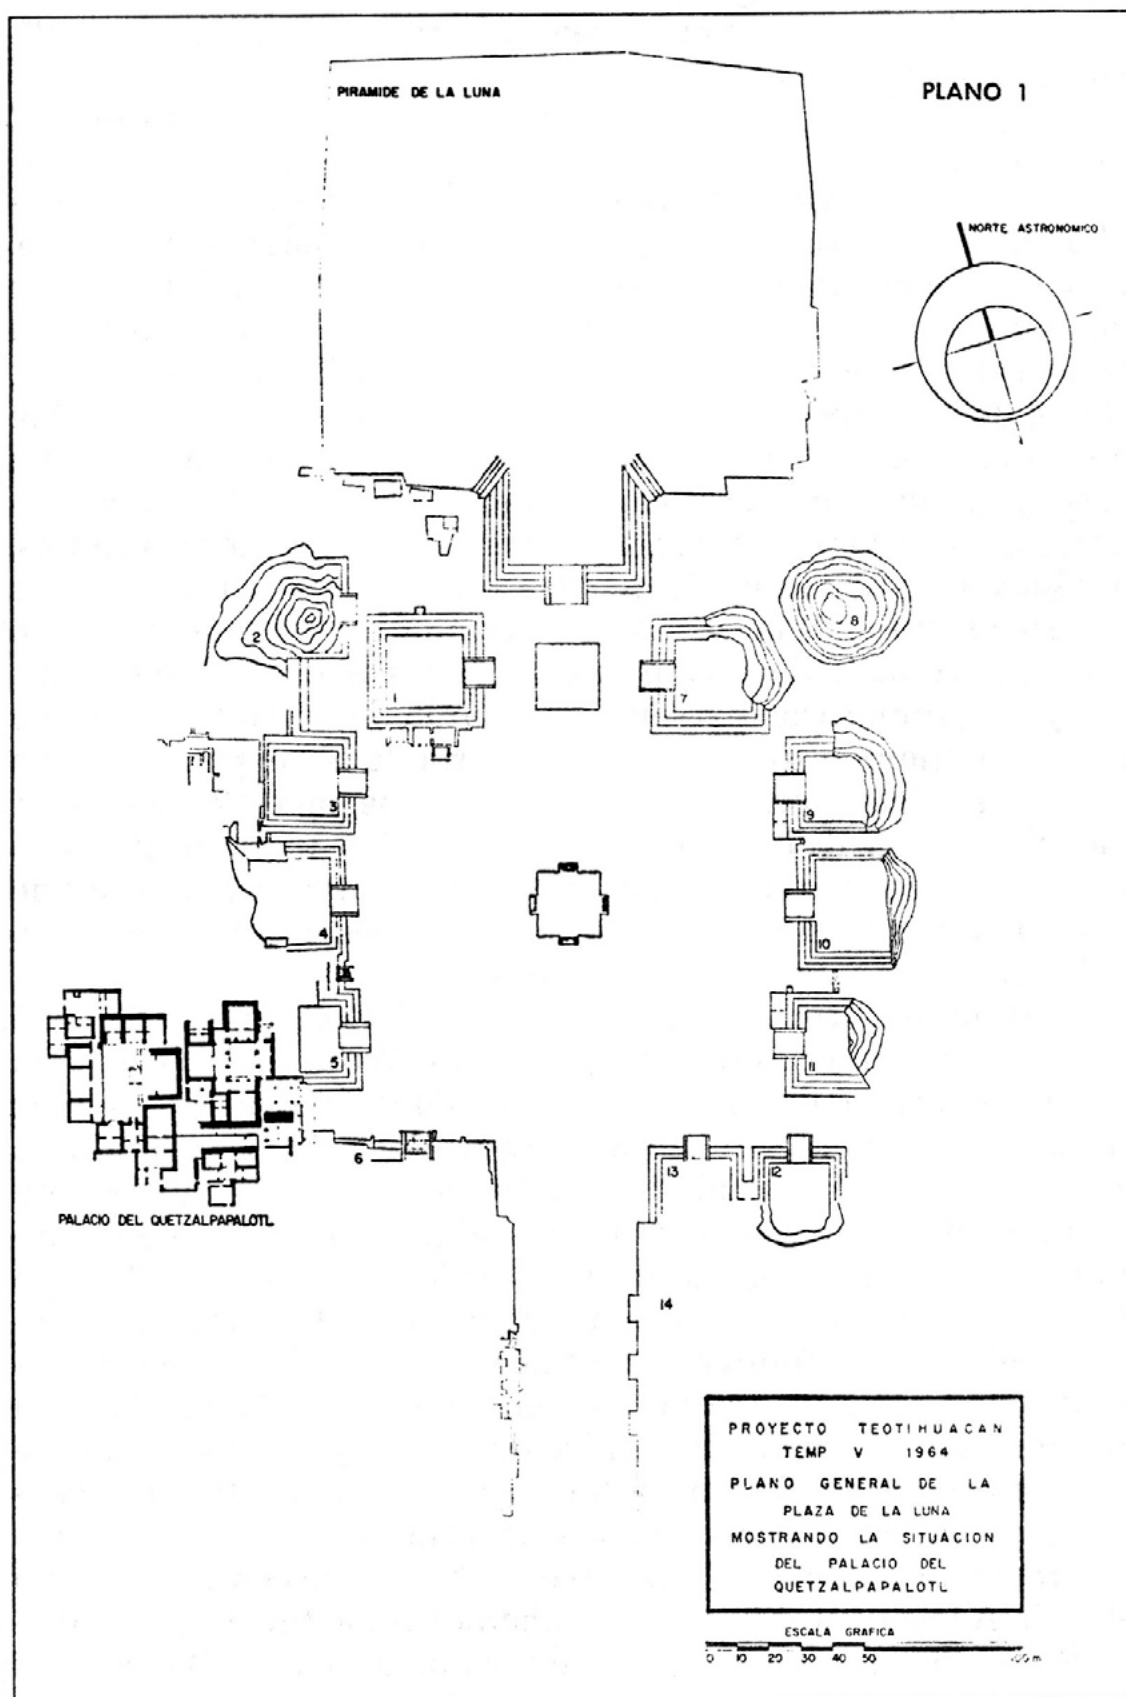 PIRAMIDE DE LA LUNA
PLANO 1
NORTE ASTRONOMICO
2
8
1
7
3
9
4
10
5
11
6
13
12
PALACIO DEL QUETZALPAPALOTL
14
PROYECTO TEOTIHUACAN
TEMP V 1964
PLANO GENERAL DE LA
PLAZA DE LA LUNA
MOSTRANDO LA SITUACION
DEL PALACIO DEL
QUETZALPAPALOTL
ESCALA GRAFICA
0 10 20 30 40 50 100 m